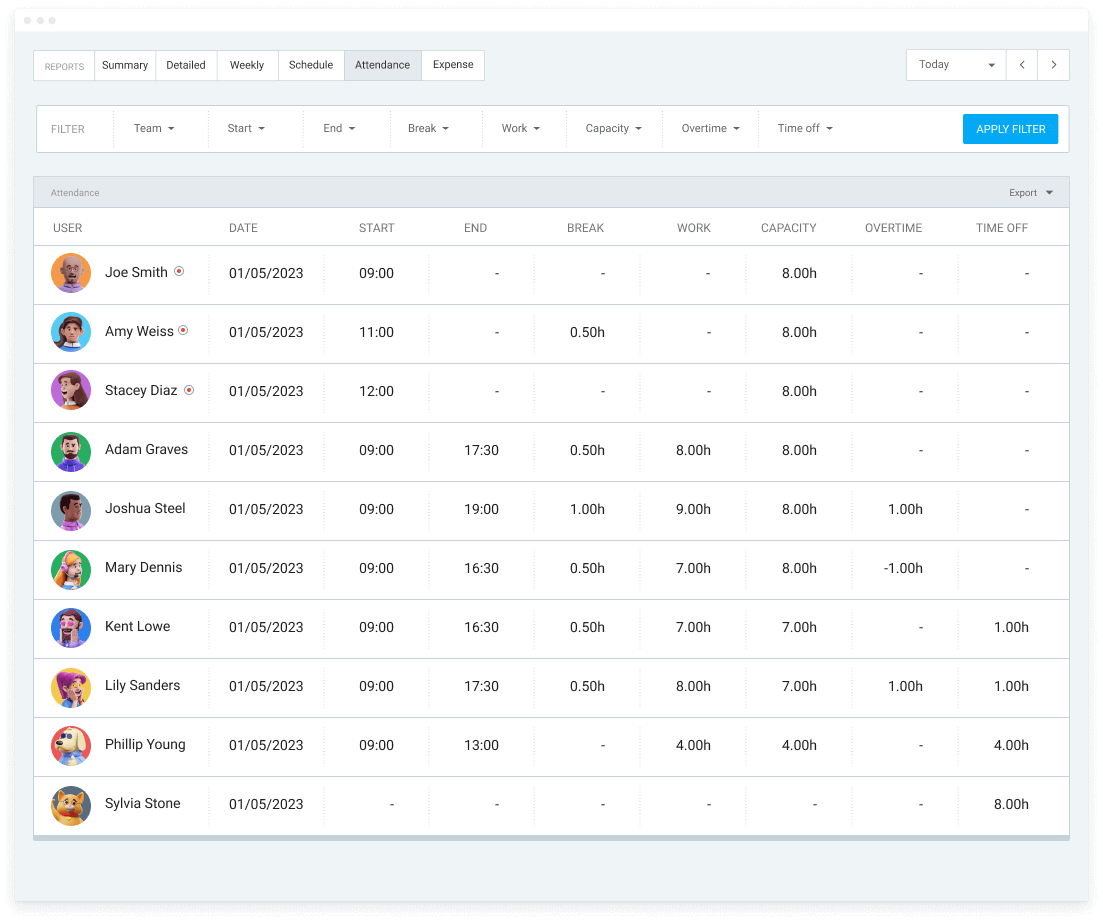 REPORTS Summary Detailed Weekly Schedule Attendance Expense Today
FILTER Team Start End Break Work Capacity Overtime Time off APPLY FILTER
Attendance Export
USER DATE START END BREAK WORK CAPACITY OVERTIME TIME OFF
Joe Smith 01/05/2023 09:00 - - - 8.00h - -
Amy Weiss 01/05/2023 11:00 - 0.50h - 8.00h - -
Stacey Diaz 01/05/2023 12:00 - - - 8.00h - -
Adam Graves 01/05/2023 09:00 17:30 0.50h 8.00h 8.00h - -
Joshua Steel 01/05/2023 09:00 19:00 1.00h 9.00h 8.00h 1.00h -
Mary Dennis 01/05/2023 09:00 16:30 0.50h 7.00h 8.00h -1.00h -
Kent Lowe 01/05/2023 09:00 16:30 0.50h 7.00h 7.00h - 1.00h
Lily Sanders 01/05/2023 09:00 17:30 0.50h 8.00h 7.00h 1.00h 1.00h
Phillip Young 01/05/2023 09:00 13:00 - 4.00h 4.00h - 4.00h
Sylvia Stone 01/05/2023 - - - - - - 8.00h